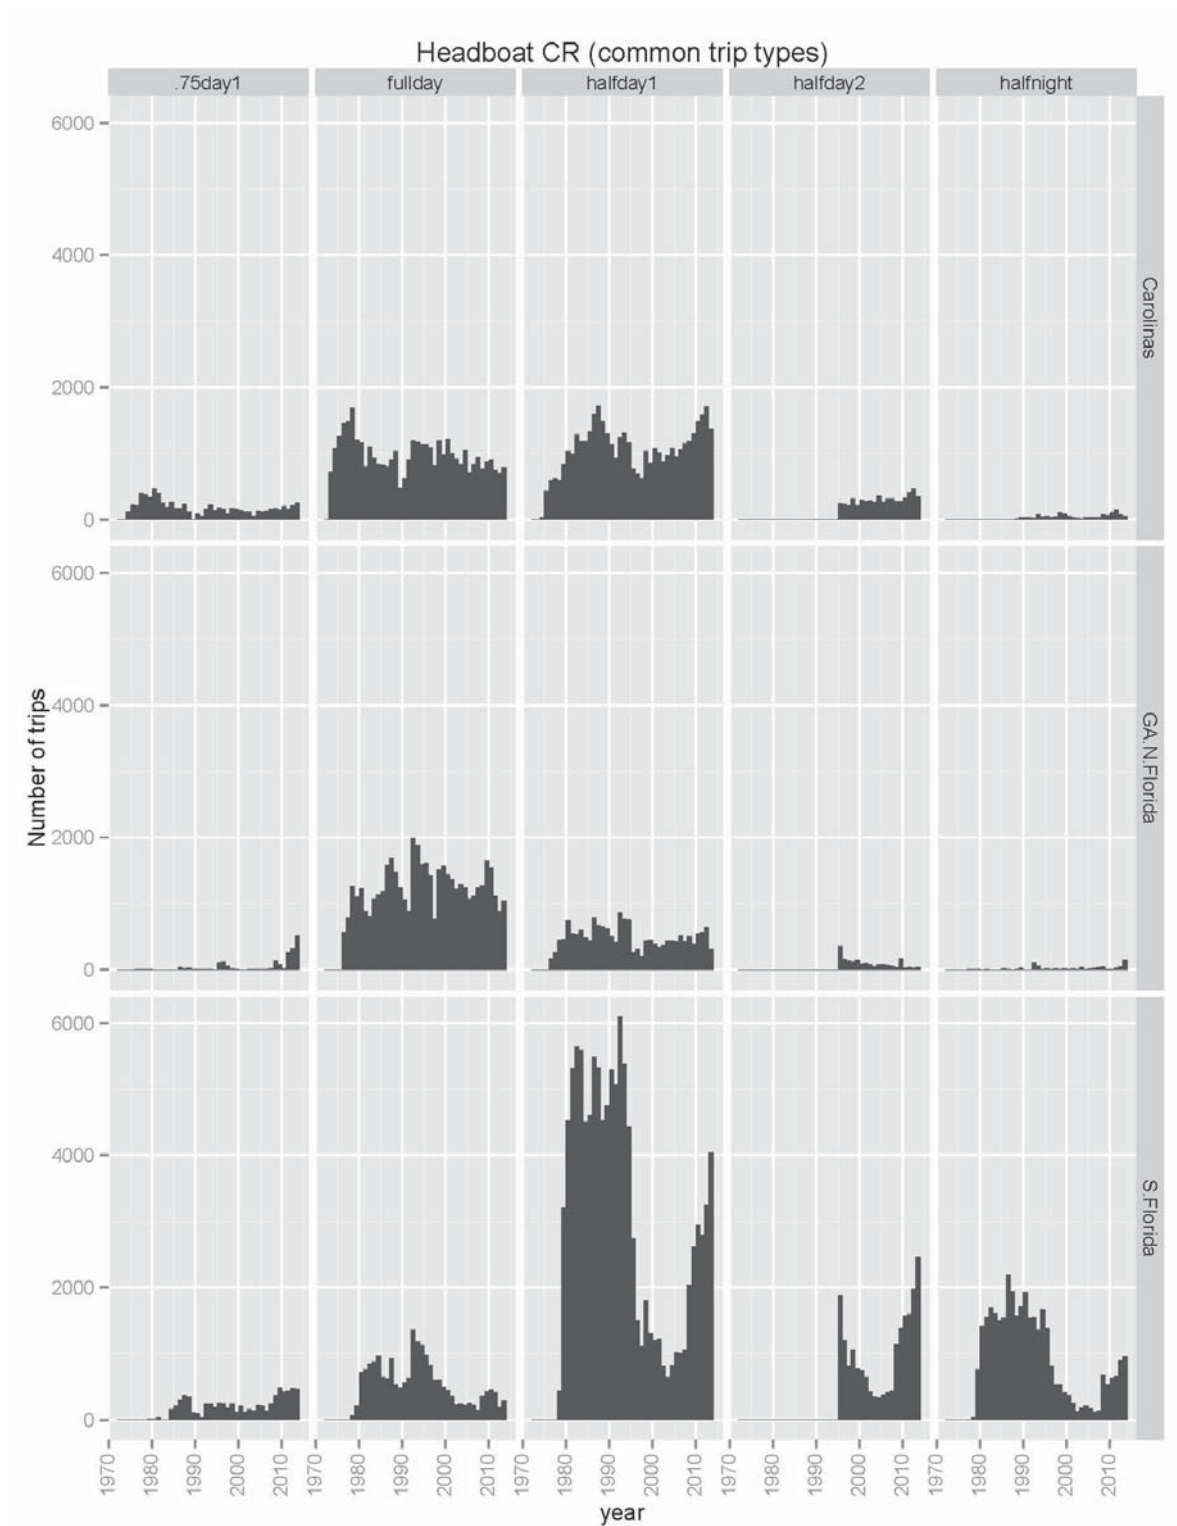 Headboat CR (common trip types)
.75day1 fullday halfday1 halfday2 halfnight
6000
4000
2000
0
Carolinas
6000
4000
2000
0
GA.N.Florida
Number of trips
6000
4000
2000
0
S.Florida
1970 1980 1990 2000 2010 1970 1980 1990 2000 2010 1970 1980 1990 2000 2010 1970 1980 1990 2000 2010 1970 1980 1990 2000 2010
year